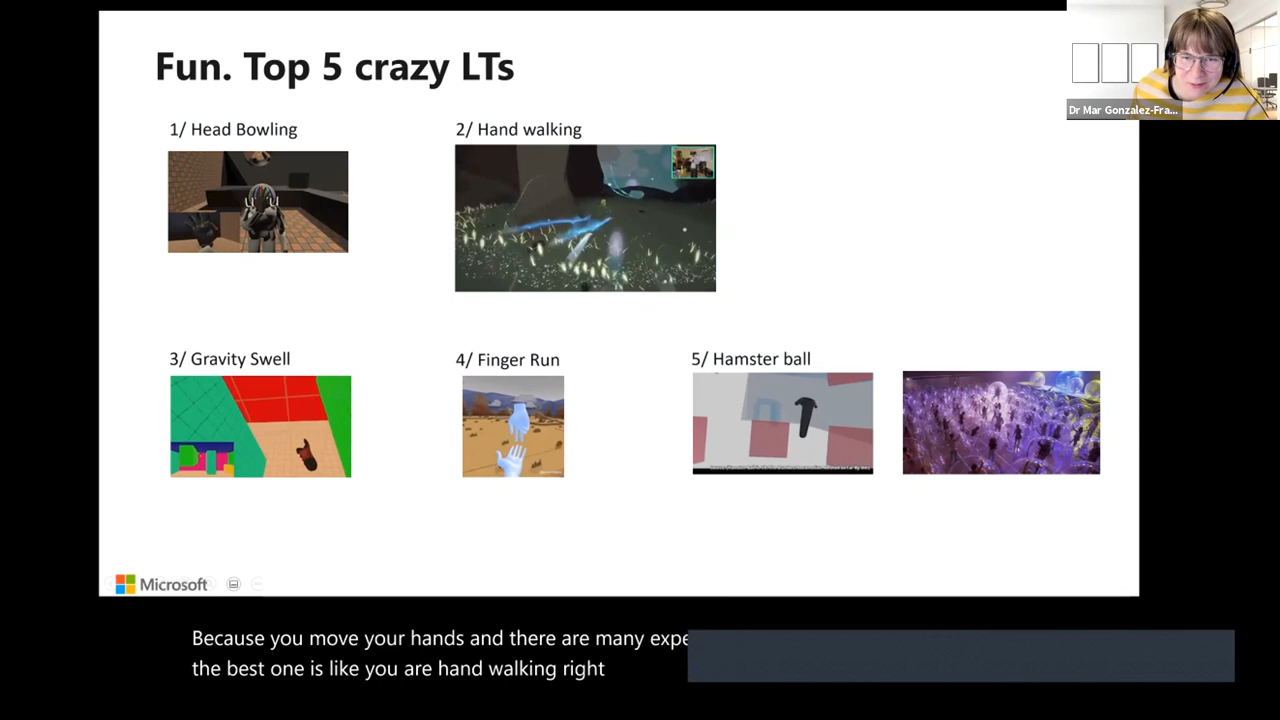 Fun. Top 5 crazy LTs
Dr Mar Gonzalez-Fra...
1/ Head Bowling
2/ Hand walking
3/ Gravity Swell
4/ Finger Run
5/ Hamster ball
Microsoft
Because you move your hands and there are many expe
the best one is like you are hand walking right